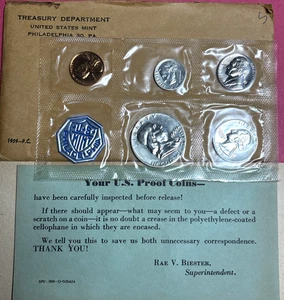 TREASURY DEPARTMENT
UNITED STATES MINT
PHILADELPHIA 30, PA.
1959-P.C.
Your U.S. Proof Coins—
have been carefully inspected before release!
If there should appear—what may seem to you—a defect or a
scratch on a coin—it is no doubt a crease in the polyethylene-coated
cellophane in which they are encased.
We tell you this to save us both unnecessary correspondence.
THANK YOU!
RAE V. BIESTER,
Superintendent.